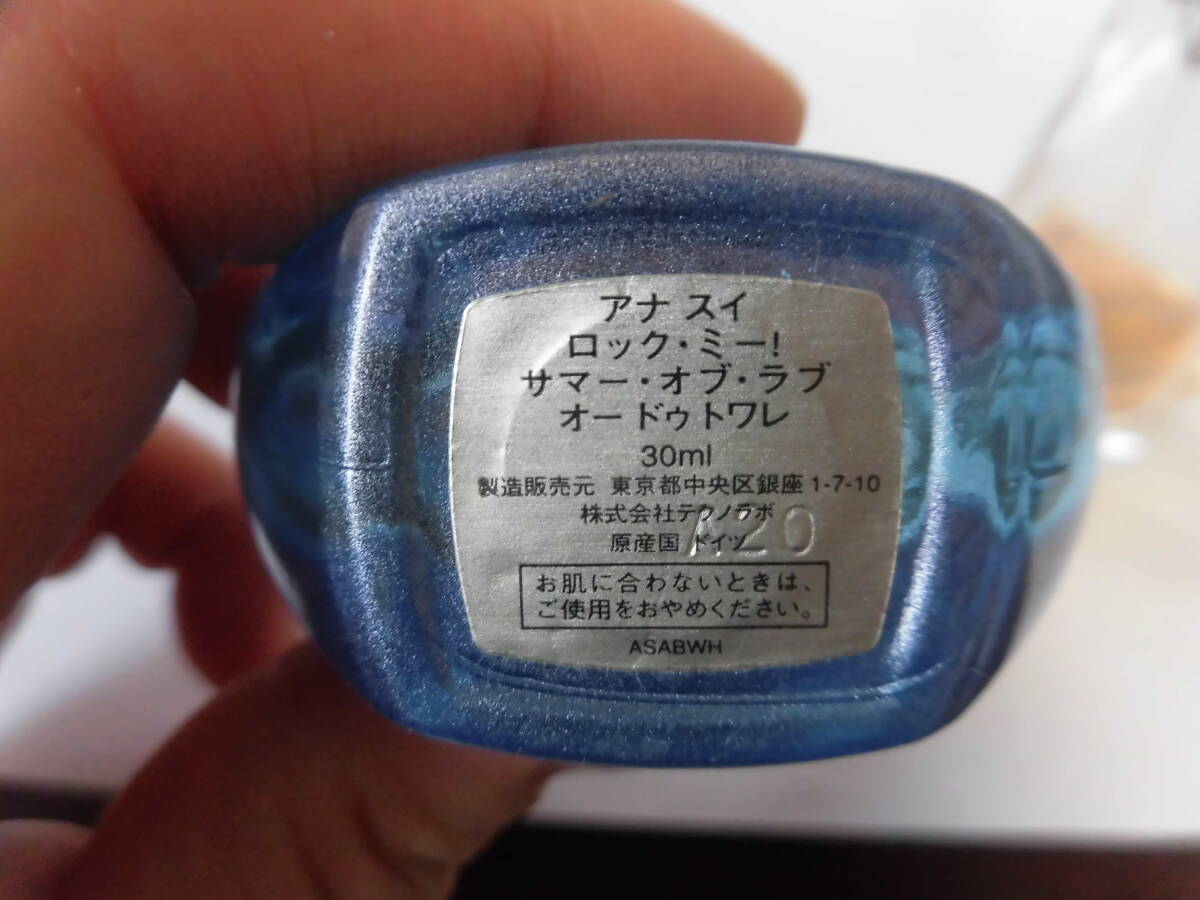 アナ スイ
ロック・ミー!
サマー・オブ・ラブ
オー ドゥ トワレ
30ml
製造販売元 東京都中央区銀座1-7-10
株式会社テクノラボ
原産国 ドイツ
A20
お肌に合わないときは、
ご使用をおやめください。
ASABWH